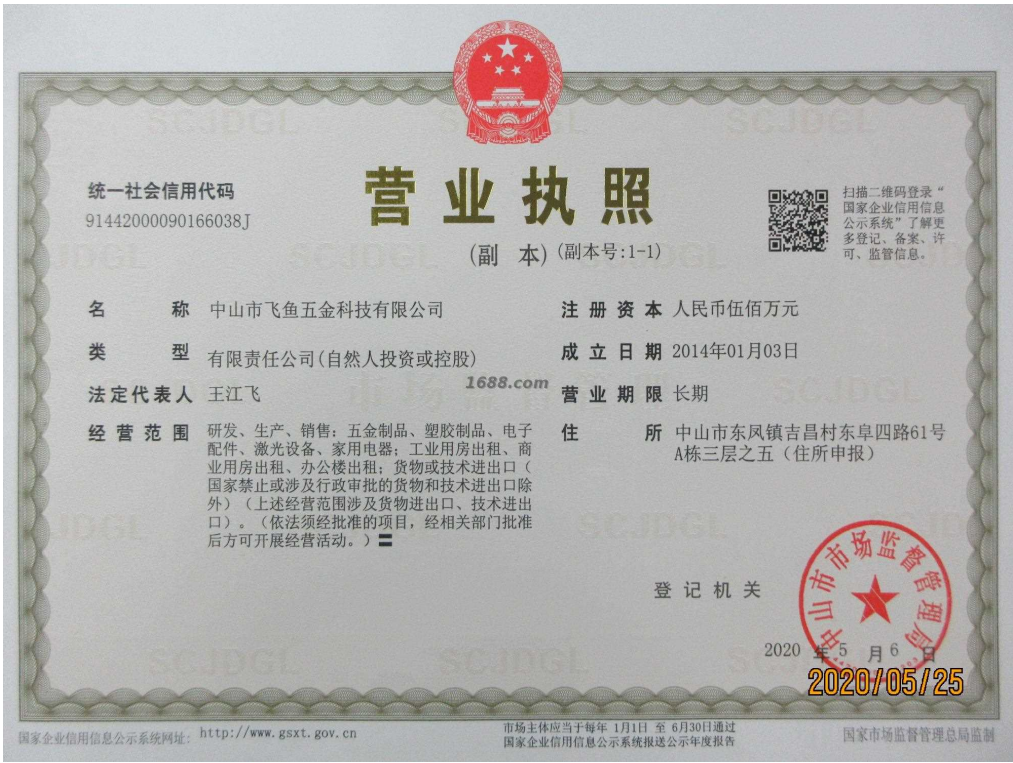 统一社会信用代码
91442000090166038J
营业执照
(副 本)(副本号:1-1)
扫描二维码登录“
国家企业信用信息
公示系统”了解更
多登记、备案、许
可、监管信息。
名 称 中山市飞鱼五金科技有限公司
类 型 有限责任公司(自然人投资或控股)
法定代表人 王江飞
经营范围 研发、生产、销售：五金制品、塑胶制品、电子
配件、激光设备、家用电器；工业用房出租、商
业用房出租、办公楼出租；货物或技术进出口（
国家禁止或涉及行政审批的货物和技术进出口除
外）（上述经营范围涉及货物进出口、技术进出
口）。（依法须经批准的项目，经相关部门批准
后方可开展经营活动。）
注册资本 人民币伍佰万元
成立日期 2014年01月03日
营业期限 长期
住 所 中山市东凤镇吉昌村东阜四路61号
A栋三层之五（住所申报）
1688.com
登记机关
中山市市场监督管理局
2020 年 5 月 6 日
2020/05/25
国家企业信用信息公示系统网址：http://www.gsxt.gov.cn
市场主体应当于每年 1月1日 至 6月30日通过
国家企业信用信息公示系统报送公示年度报告
国家市场监督管理总局监制
SCJDGL